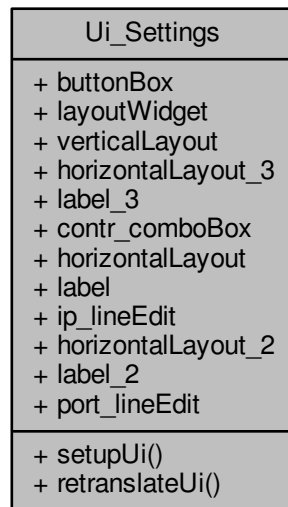 Ui_Settings
+ buttonBox
+ layoutWidget
+ verticalLayout
+ horizontalLayout_3
+ label_3
+ contr_comboBox
+ horizontalLayout
+ label
+ ip_lineEdit
+ horizontalLayout_2
+ label_2
+ port_lineEdit
+ setupUi()
+ retranslateUi()